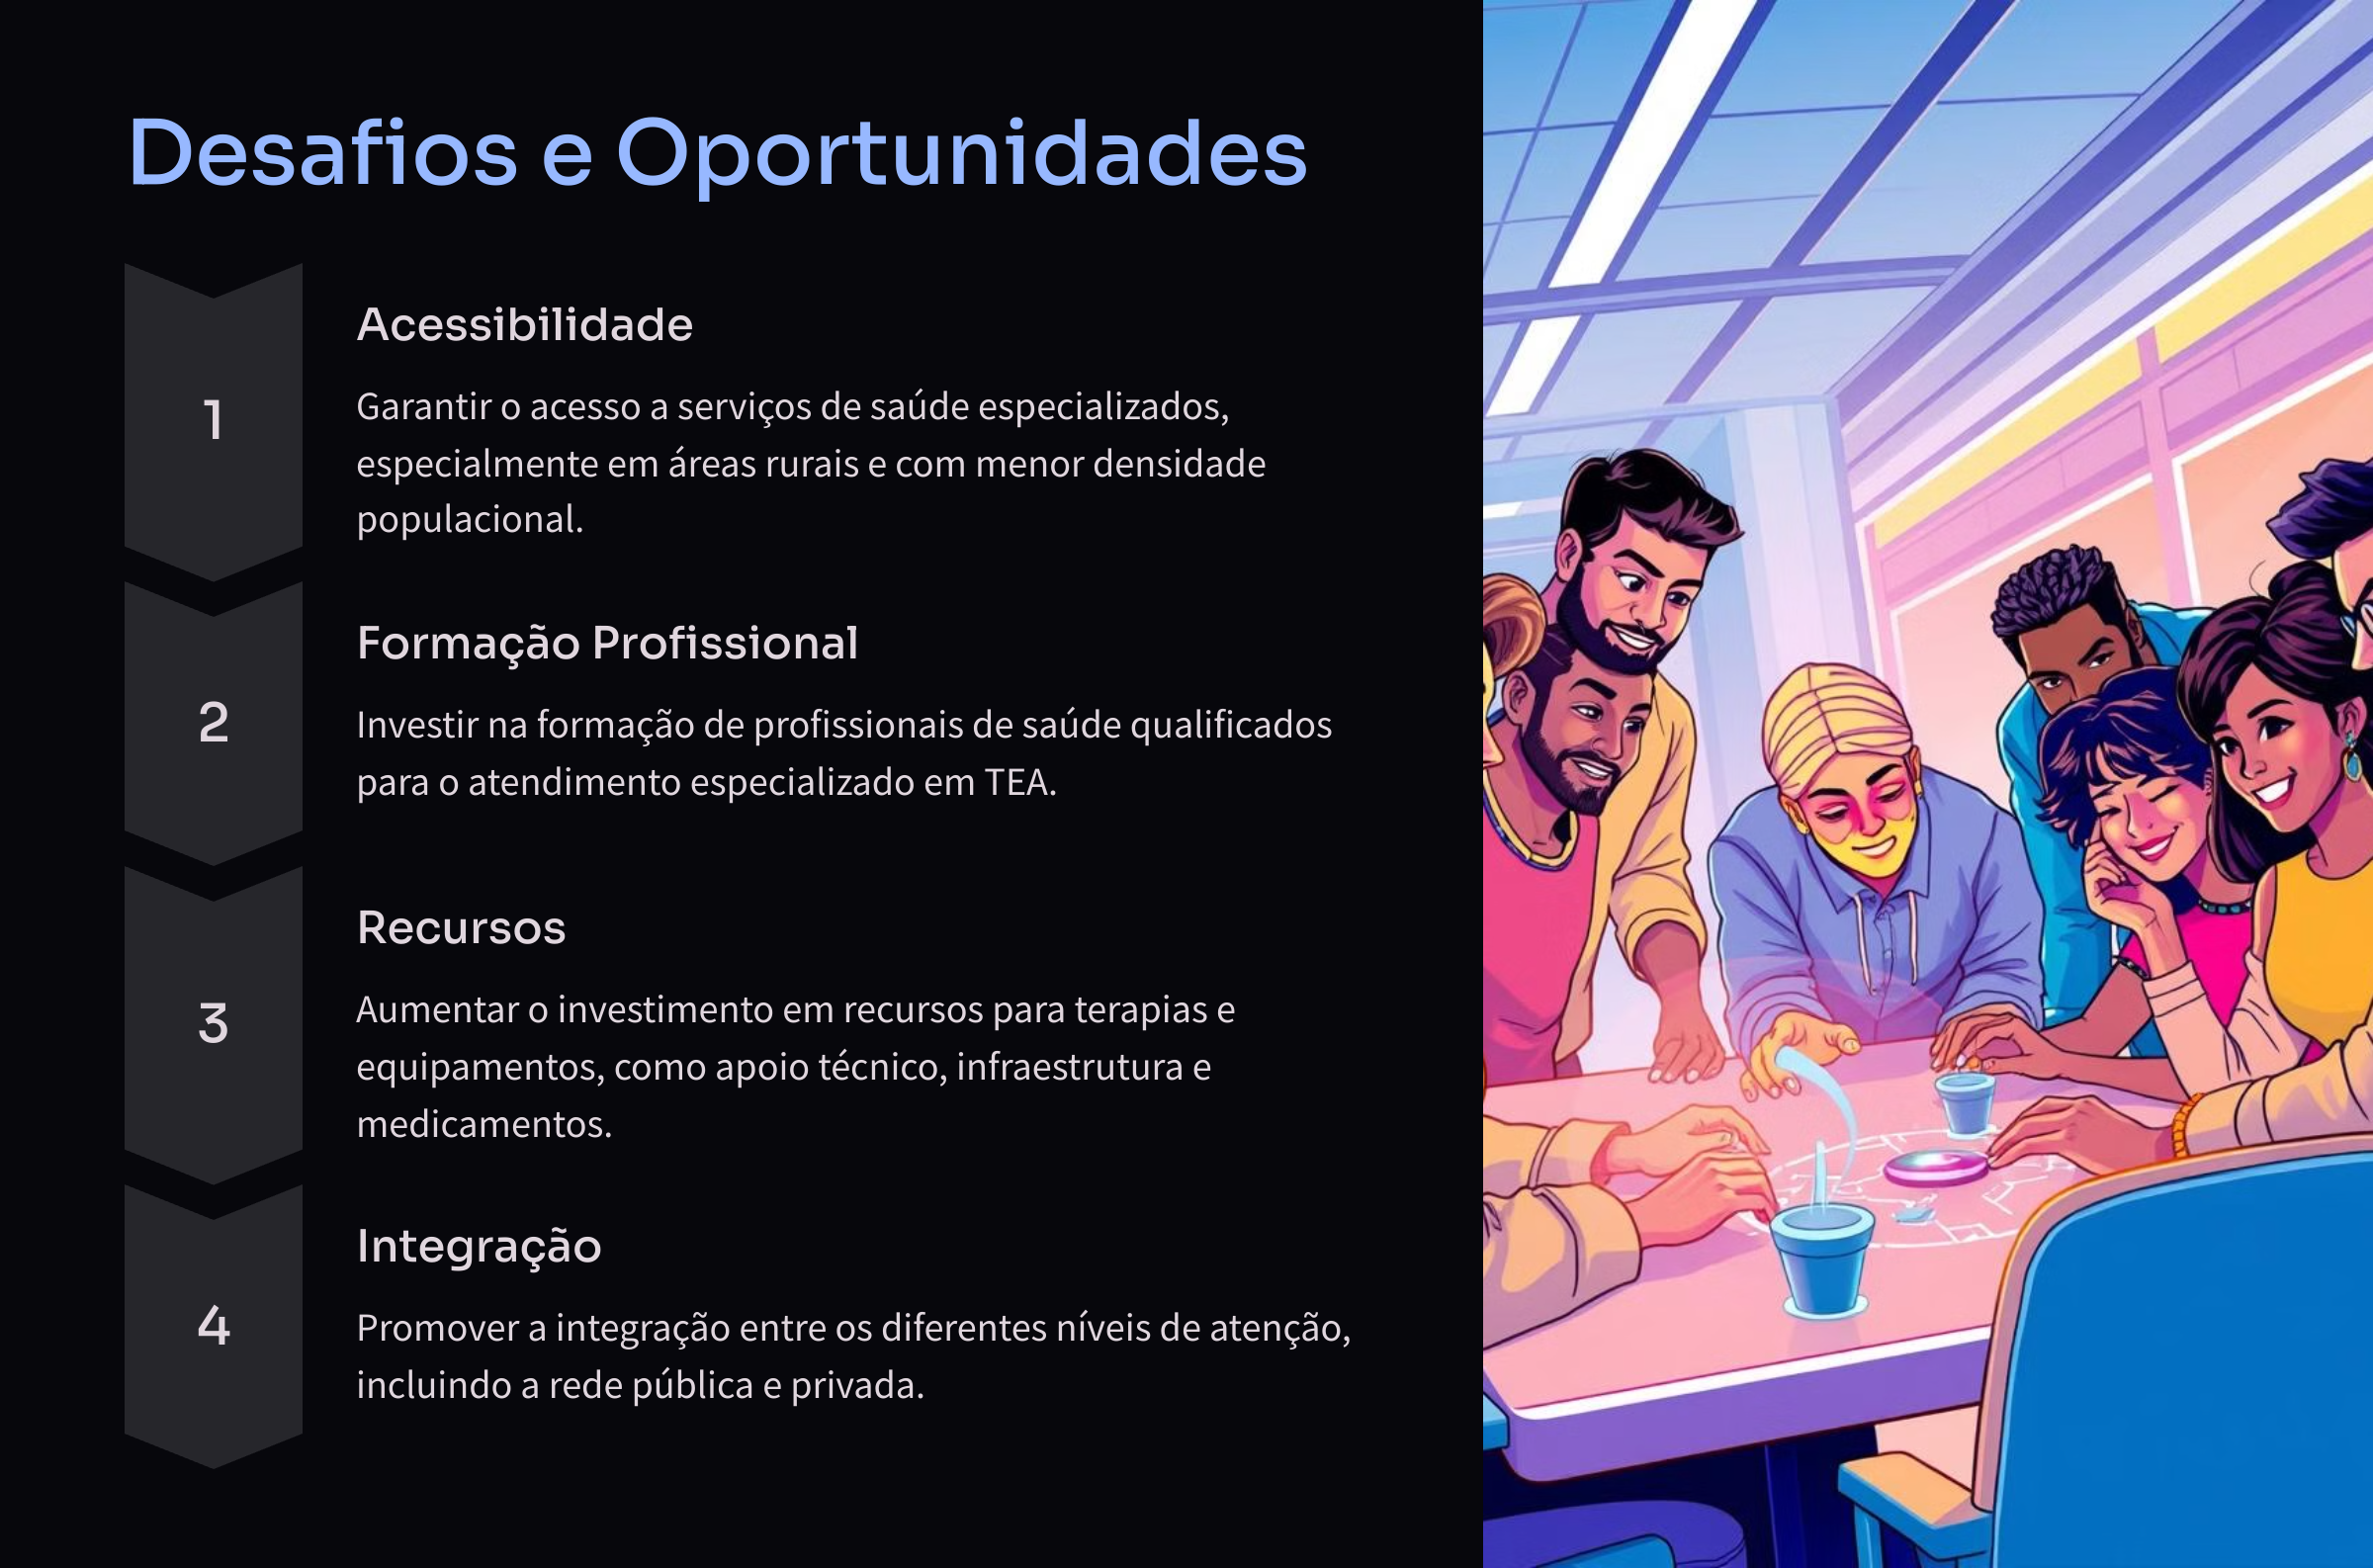 Desafios e Oportunidades
1
Acessibilidade
Garantir o acesso a serviços de saúde especializados,
especialmente em áreas rurais e com menor densidade
populacional.
2
Formação Profissional
Investir na formação de profissionais de saúde qualificados
para o atendimento especializado em TEA.
3
Recursos
Aumentar o investimento em recursos para terapias e
equipamentos, como apoio técnico, infraestrutura e
medicamentos.
4
Integração
Promover a integração entre os diferentes níveis de atenção,
incluindo a rede pública e privada.